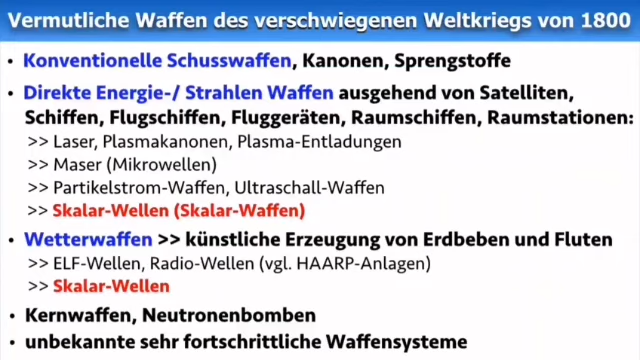 Vermutliche Waffen des verschwiegenen Weltkriegs von 1800
• Konventionelle Schusswaffen, Kanonen, Sprengstoffe
• Direkte Energie-/ Strahlen Waffen ausgehend von Satelliten,
Schiffen, Flugschiffen, Fluggeräten, Raumschiffen, Raumstationen:
>> Laser, Plasmakanonen, Plasma-Entladungen
>> Maser (Mikrowellen)
>> Partikelstrom-Waffen, Ultraschall-Waffen
>> Skalar-Wellen (Skalar-Waffen)
• Wetterwaffen >> künstliche Erzeugung von Erdbeben und Fluten
>> ELF-Wellen, Radio-Wellen (vgl. HAARP-Anlagen)
>> Skalar-Wellen
• Kernwaffen, Neutronenbomben
• unbekannte sehr fortschrittliche Waffensysteme